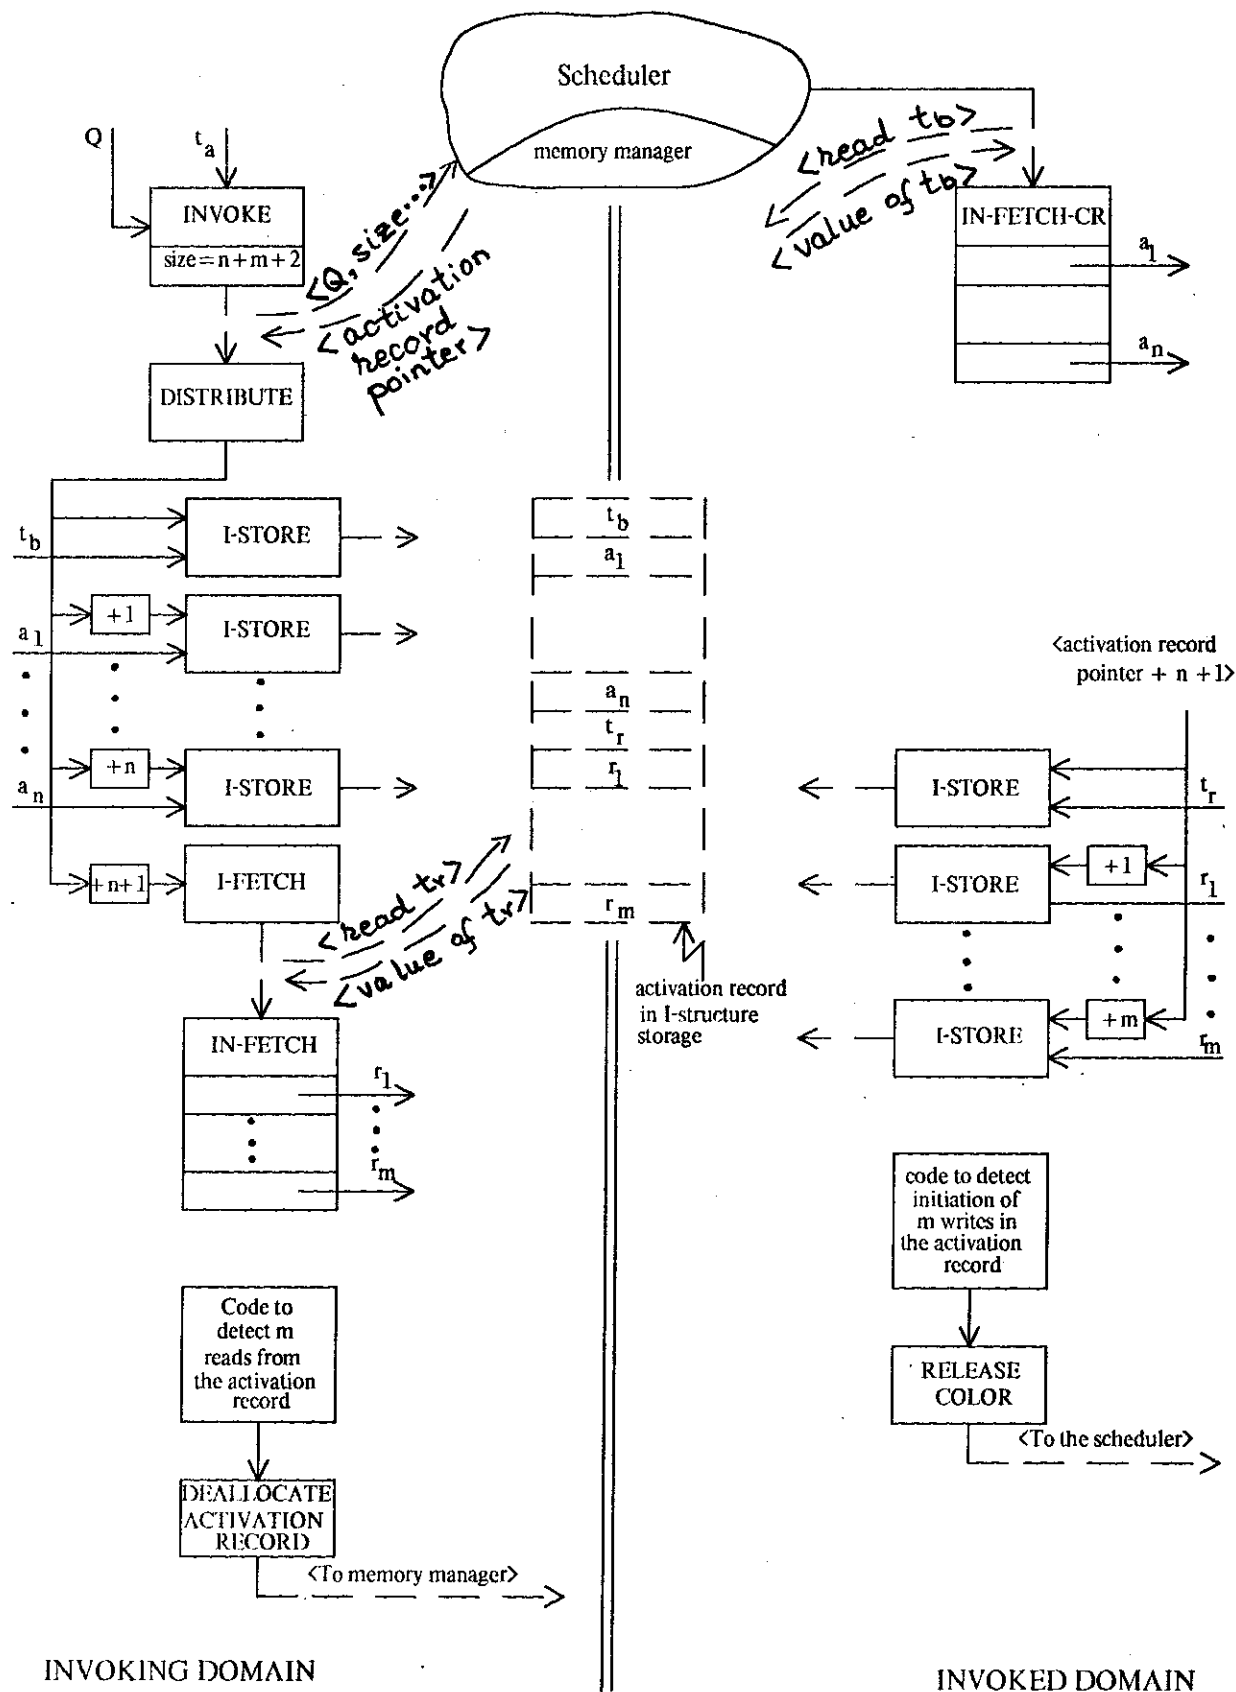 Scheduler
memory manager
Q
t_a
INVOKE
size=n+m+2
<Q, size...>
<activation
record
pointer>
DISTRIBUTE
<read t_b>
<value of t_b>
IN-FETCH-CR
a_1
a_n
t_b
I-STORE
+1
a_1
I-STORE
+n
a_n
I-STORE
+n+1
I-FETCH
<read t_r>
<value of t_r>
IN-FETCH
r_1
r_m
t_b
a_1
a_n
t_r
r_1
r_m
activation record
in I-structure
storage
<activation record
pointer + n +1>
I-STORE
t_r
I-STORE
+1
r_1
I-STORE
+m
r_m
Code to
detect m
reads from
the activation
record
DEALLOCATE
ACTIVATION
RECORD
<To memory manager>
code to detect
initiation of
m writes in
the activation
record
RELEASE
COLOR
<To the scheduler>
INVOKING DOMAIN
INVOKED DOMAIN